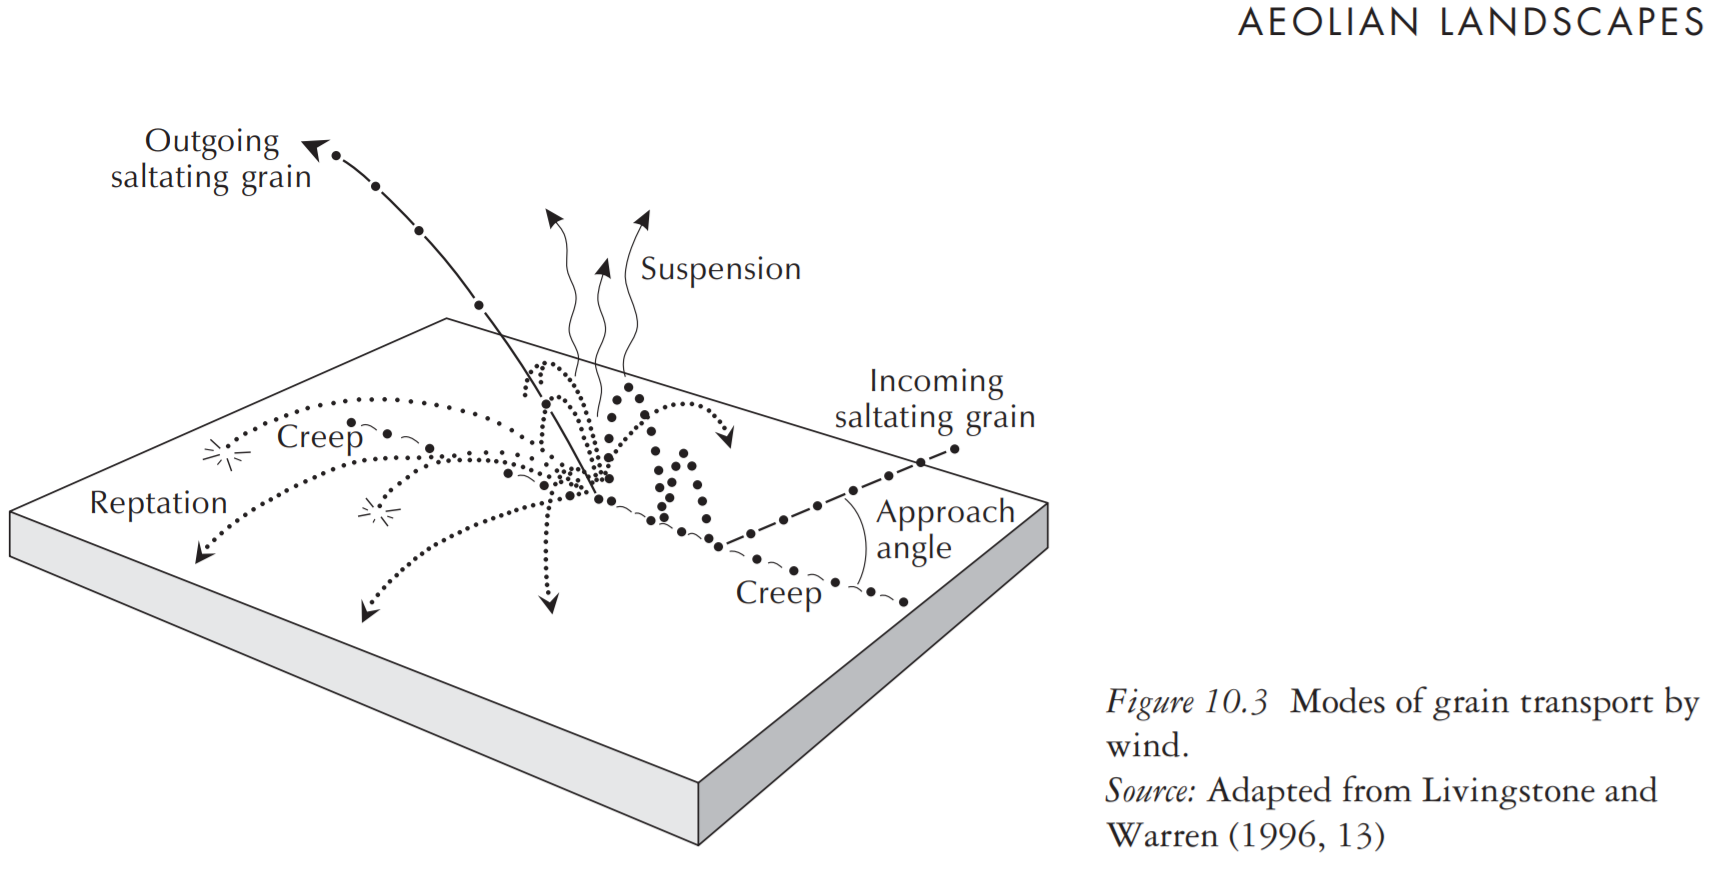 AEOLIAN LANDSCAPES
Outgoing
saltating grain
Suspension
Incoming
saltating grain
Creep
Reptation
Approach
angle
Creep
Figure 10.3 Modes of grain transport by
wind.
Source: Adapted from Livingstone and
Warren (1996, 13)